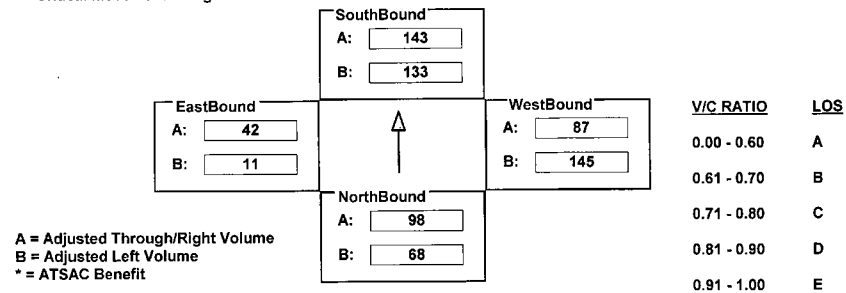 SouthBound
A: 143
B: 133
EastBound
A: 42
B: 11
WestBound
A: 87
B: 145
NorthBound
A: 98
B: 68
A = Adjusted Through/Right Volume
B = Adjusted Left Volume
* = ATSAC Benefit
V/C RATIO LOS
0.00 - 0.60 A
0.61 - 0.70 B
0.71 - 0.80 C
0.81 - 0.90 D
0.91 - 1.00 E